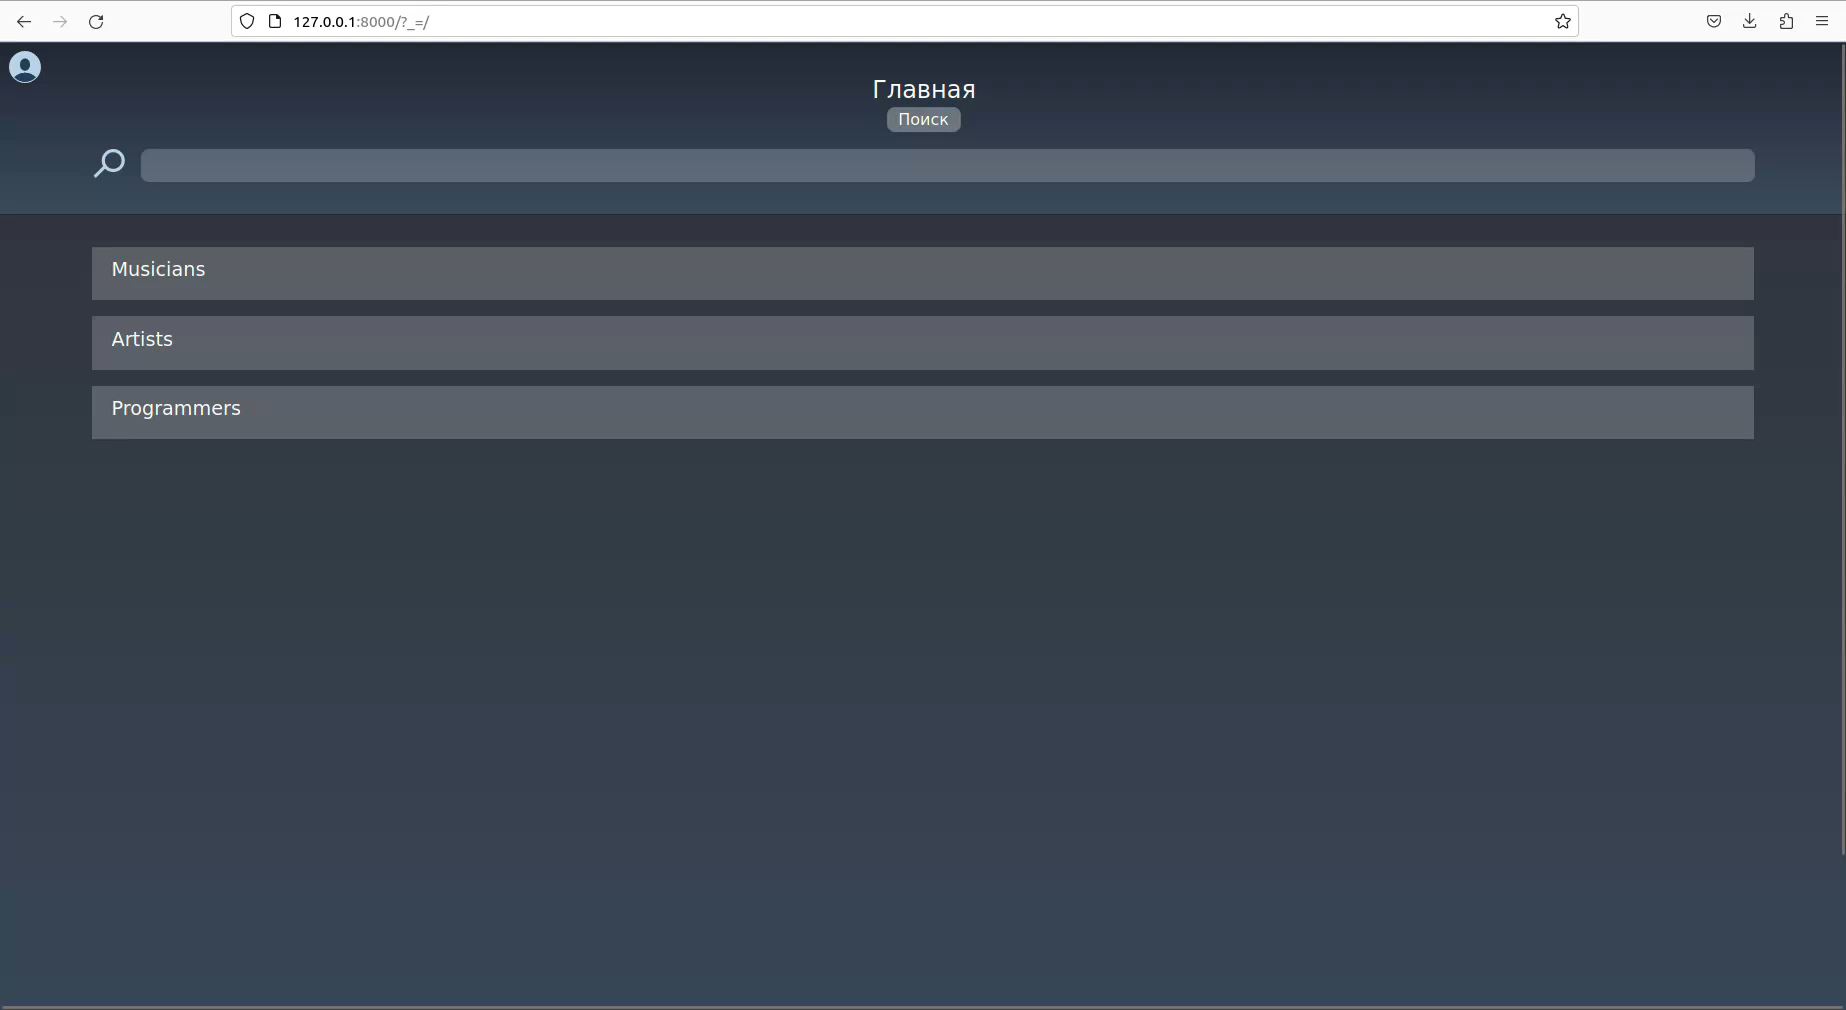 127.0.0.1:8000/?_=/
Главная
Поиск
Musicians
Artists
Programmers